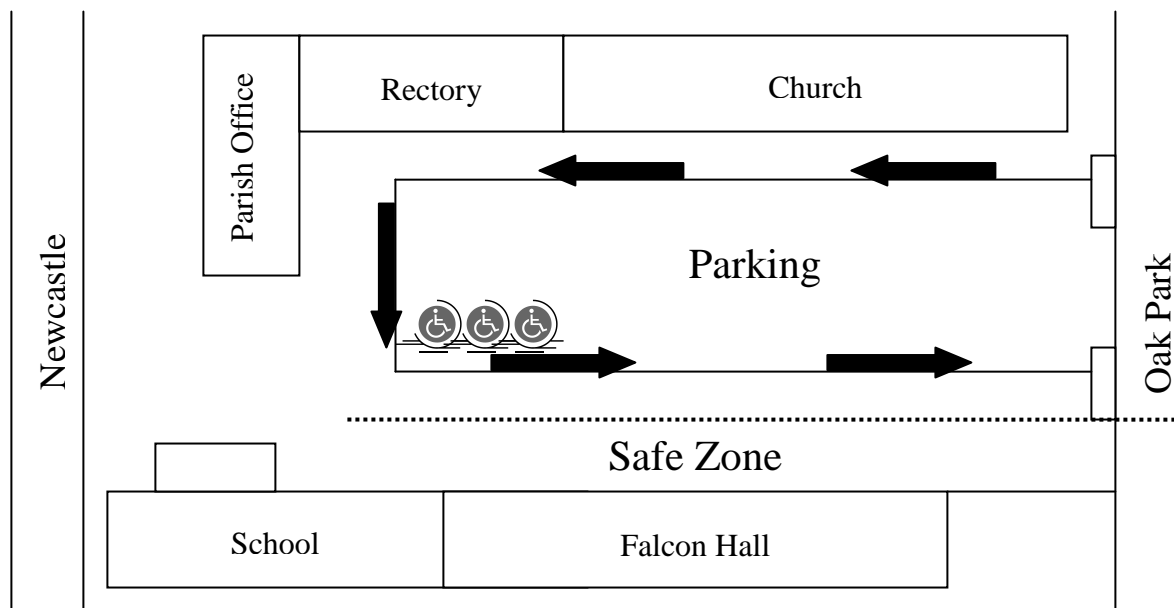 Rectory
Church
Parish Office
Newcastle
Parking
Oak Park
Safe Zone
School
Falcon Hall